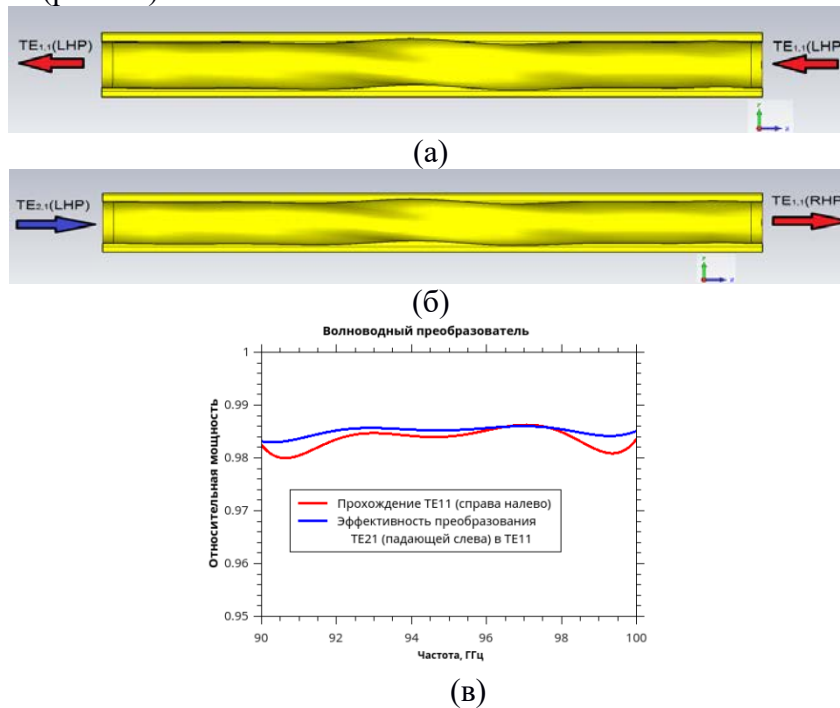 TE1,1(LHP)
TE1,1(LHP
(а)
TE2,1(LHP)
TE1,1(RHP
(б)
Волноводный преобразователь
Относительная мощность
1
0.99
0.98
0.97
0.96
0.95
Прохождение TE11 (справа налево)
Эффективность преобразования
TE21 (падающей слева) в TE11
90
92
94
96
98
100
Частота, ГГц
(в)